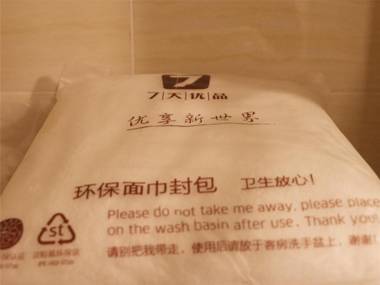 7
7|天|优|品
优享新世界
环保面巾封包 卫生放心!
Please do not take me away, please place
on the wash basin after use. Thank you!
请别把我带走，使用后请放于客房洗手盆上，谢谢!
st